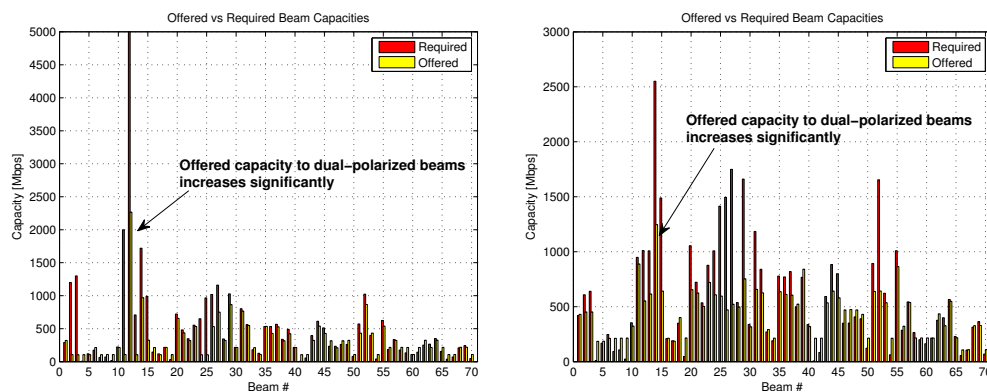 Offered vs Required Beam Capacities
5000
4500
4000
3500
3000
2500
2000
1500
1000
500
0
Capacity [Mbps]
Required
Offered
Offered capacity to dual−polarized beams
increases significantly
0 5 10 15 20 25 30 35 40 45 50 55 60 65 70
Beam #
Offered vs Required Beam Capacities
3000
2500
2000
1500
1000
500
0
Capacity [Mbps]
Required
Offered
Offered capacity to dual−polarized beams
increases significantly
0 5 10 15 20 25 30 35 40 45 50 55 60 65 70
Beam #